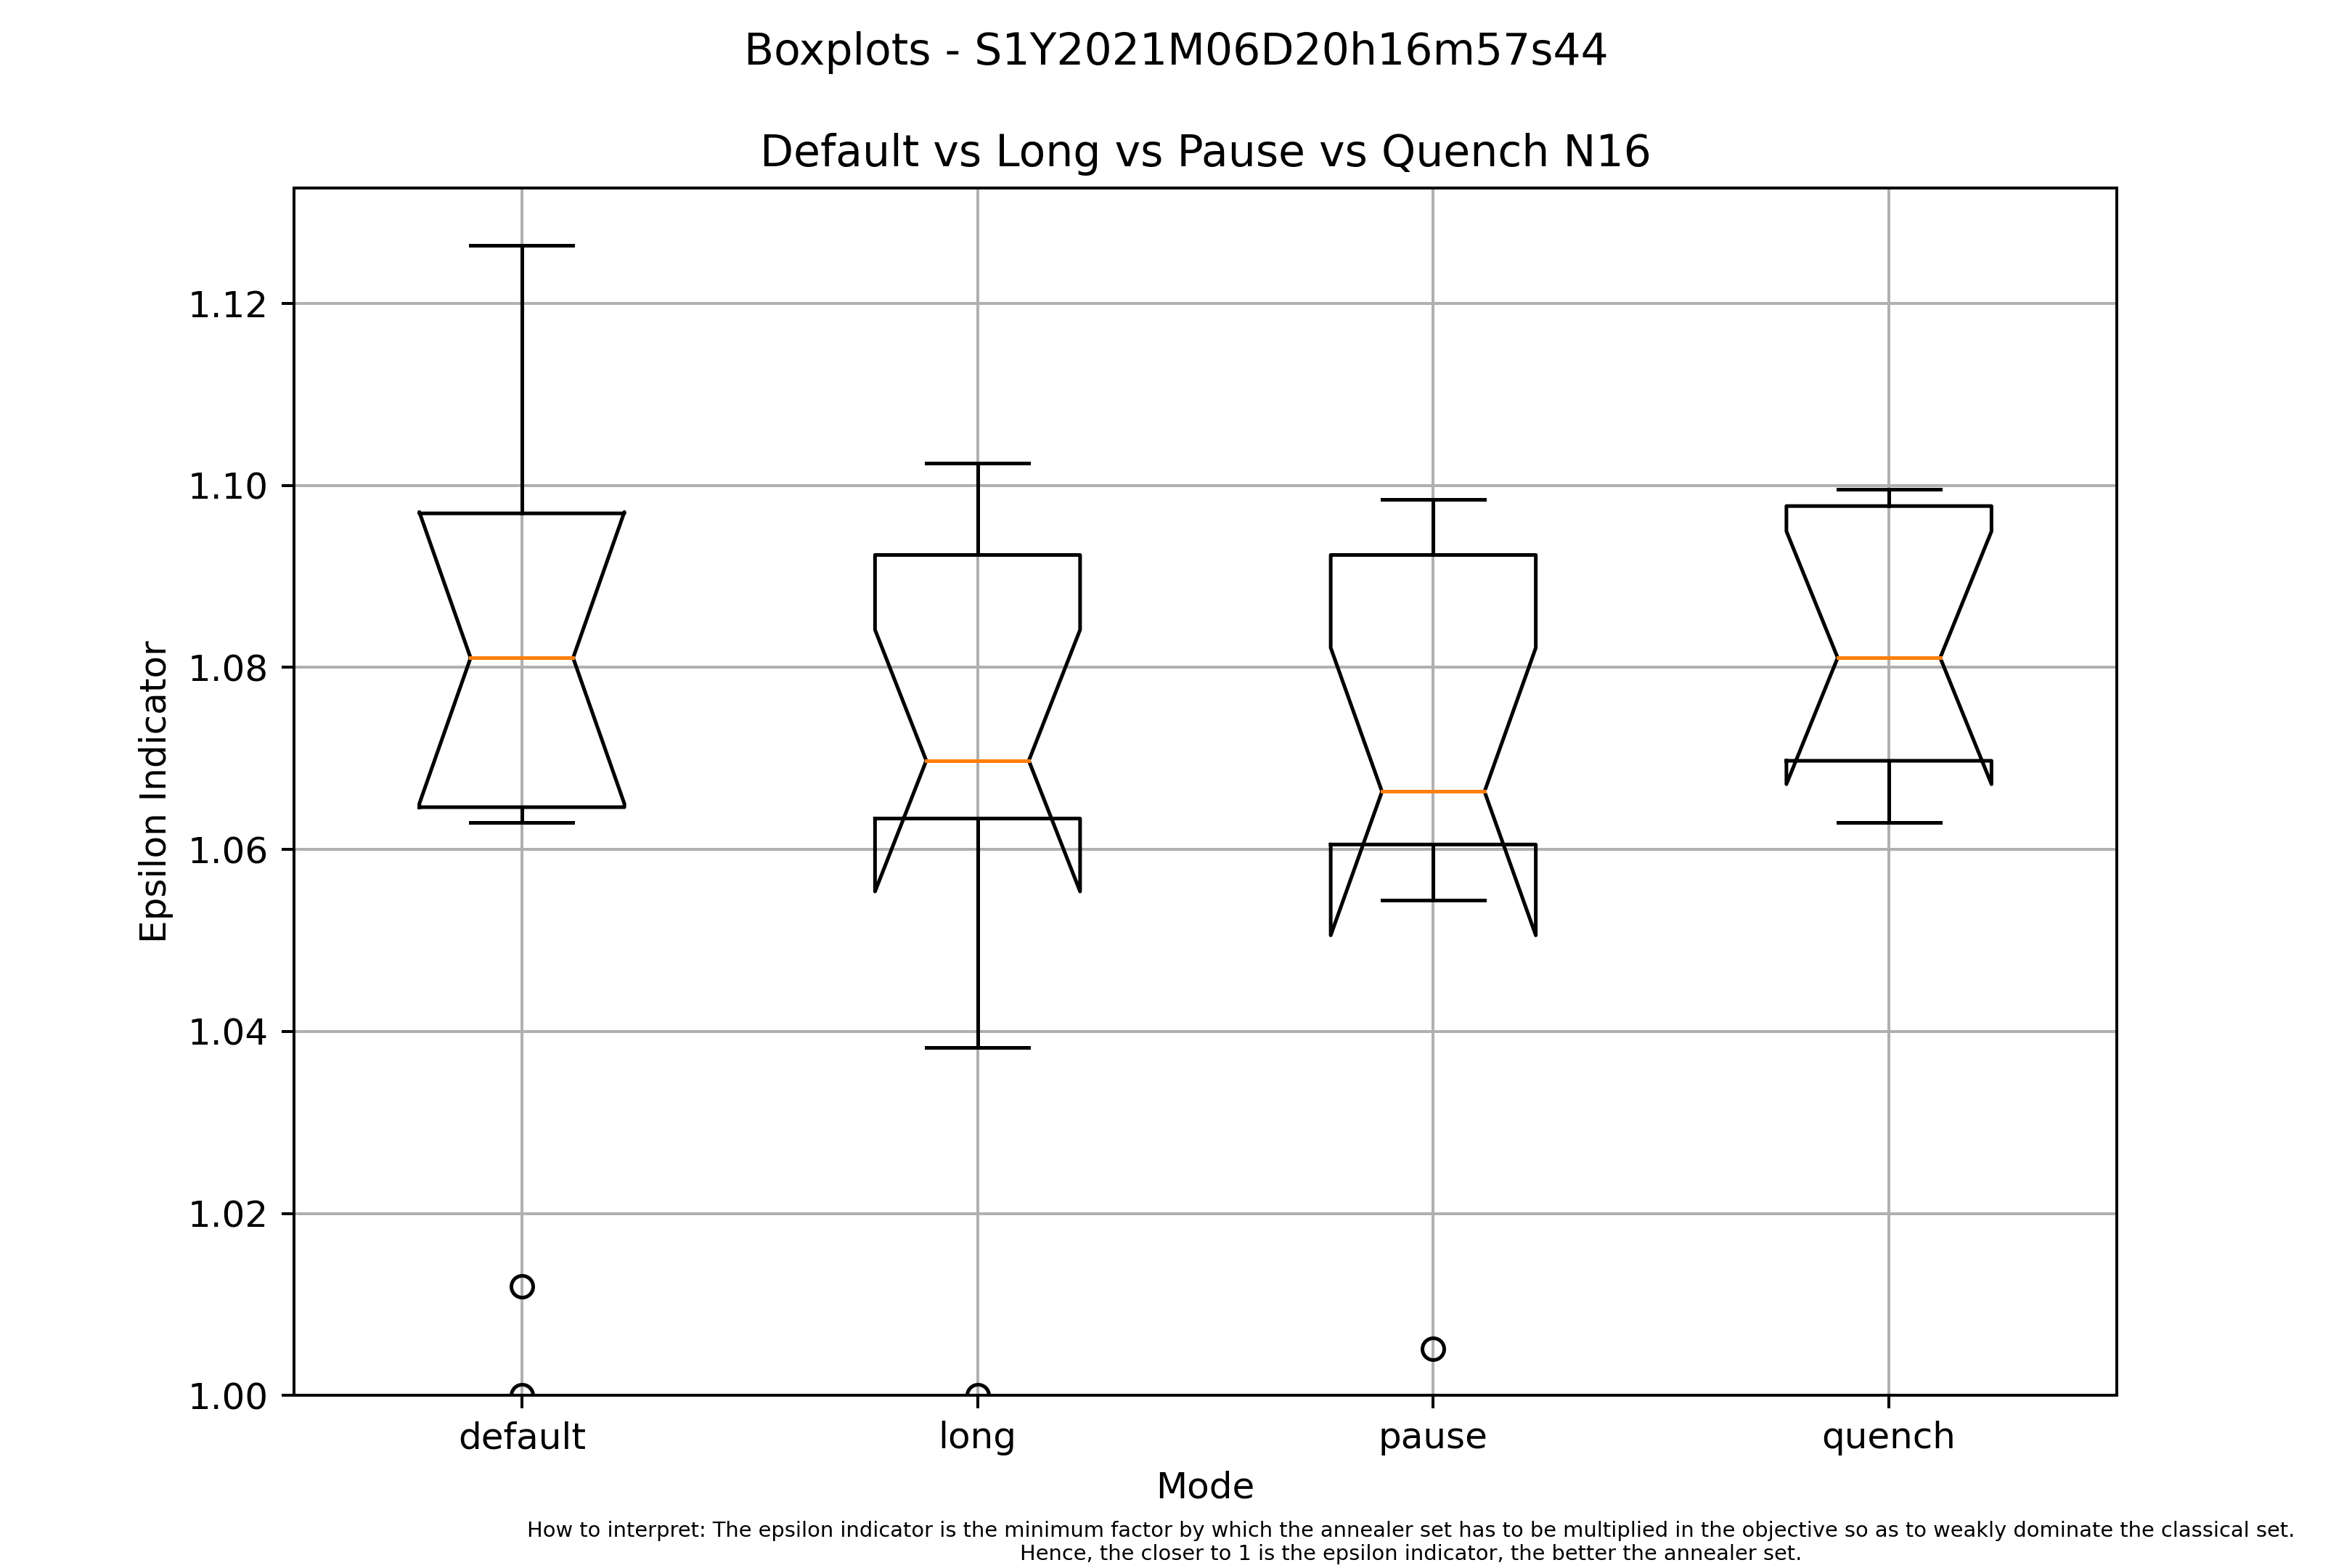 Boxplots - S1Y2021M06D20h16m57s44
Default vs Long vs Pause vs Quench N16
Epsilon Indicator
1.12
1.10
1.08
1.06
1.04
1.02
1.00
default long pause quench
Mode
How to interpret: The epsilon indicator is the minimum factor by which the annealer set has to be multiplied in the objective so as to weakly dominate the classical set.
Hence, the closer to 1 is the epsilon indicator, the better the annealer set.